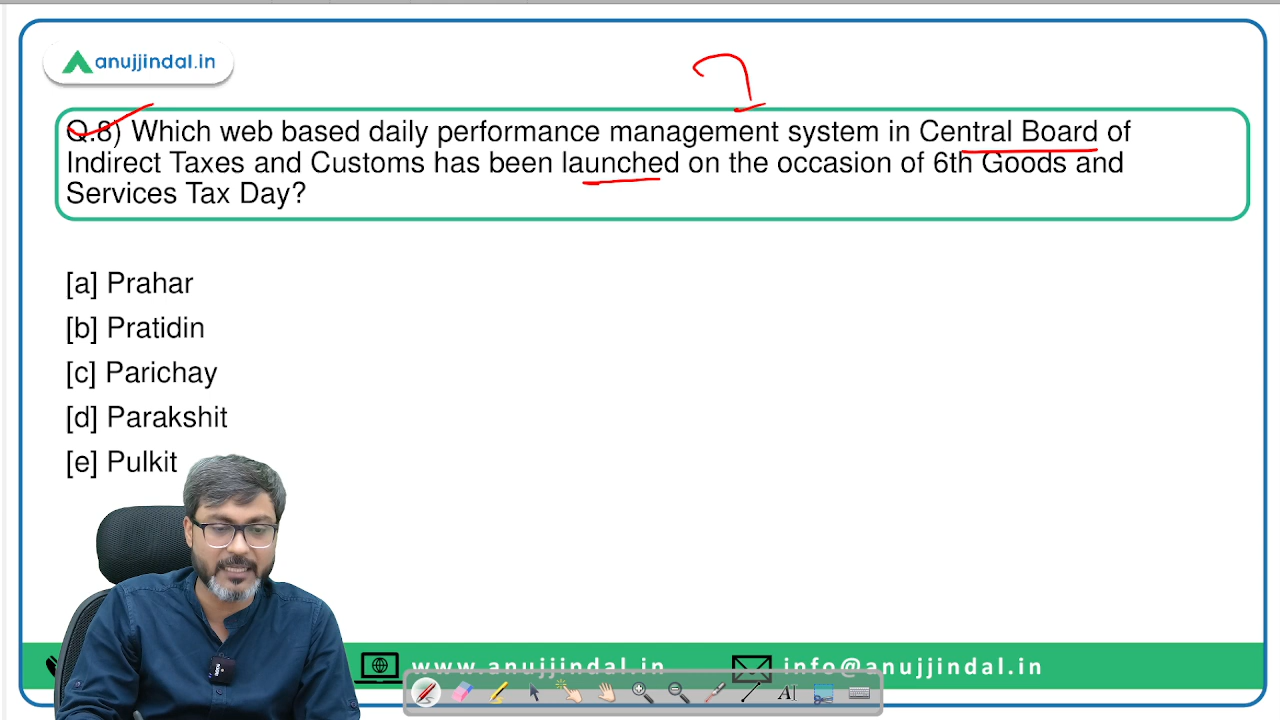 anujjindal.in
Q.8) Which web based daily performance management system in Central Board of
Indirect Taxes and Customs has been launched on the occasion of 6th Goods and
Services Tax Day?
[a] Prahar
[b] Pratidin
[c] Parichay
[d] Parakshit
[e] Pulkit
www.anujjindal.in info@anujjindal.in